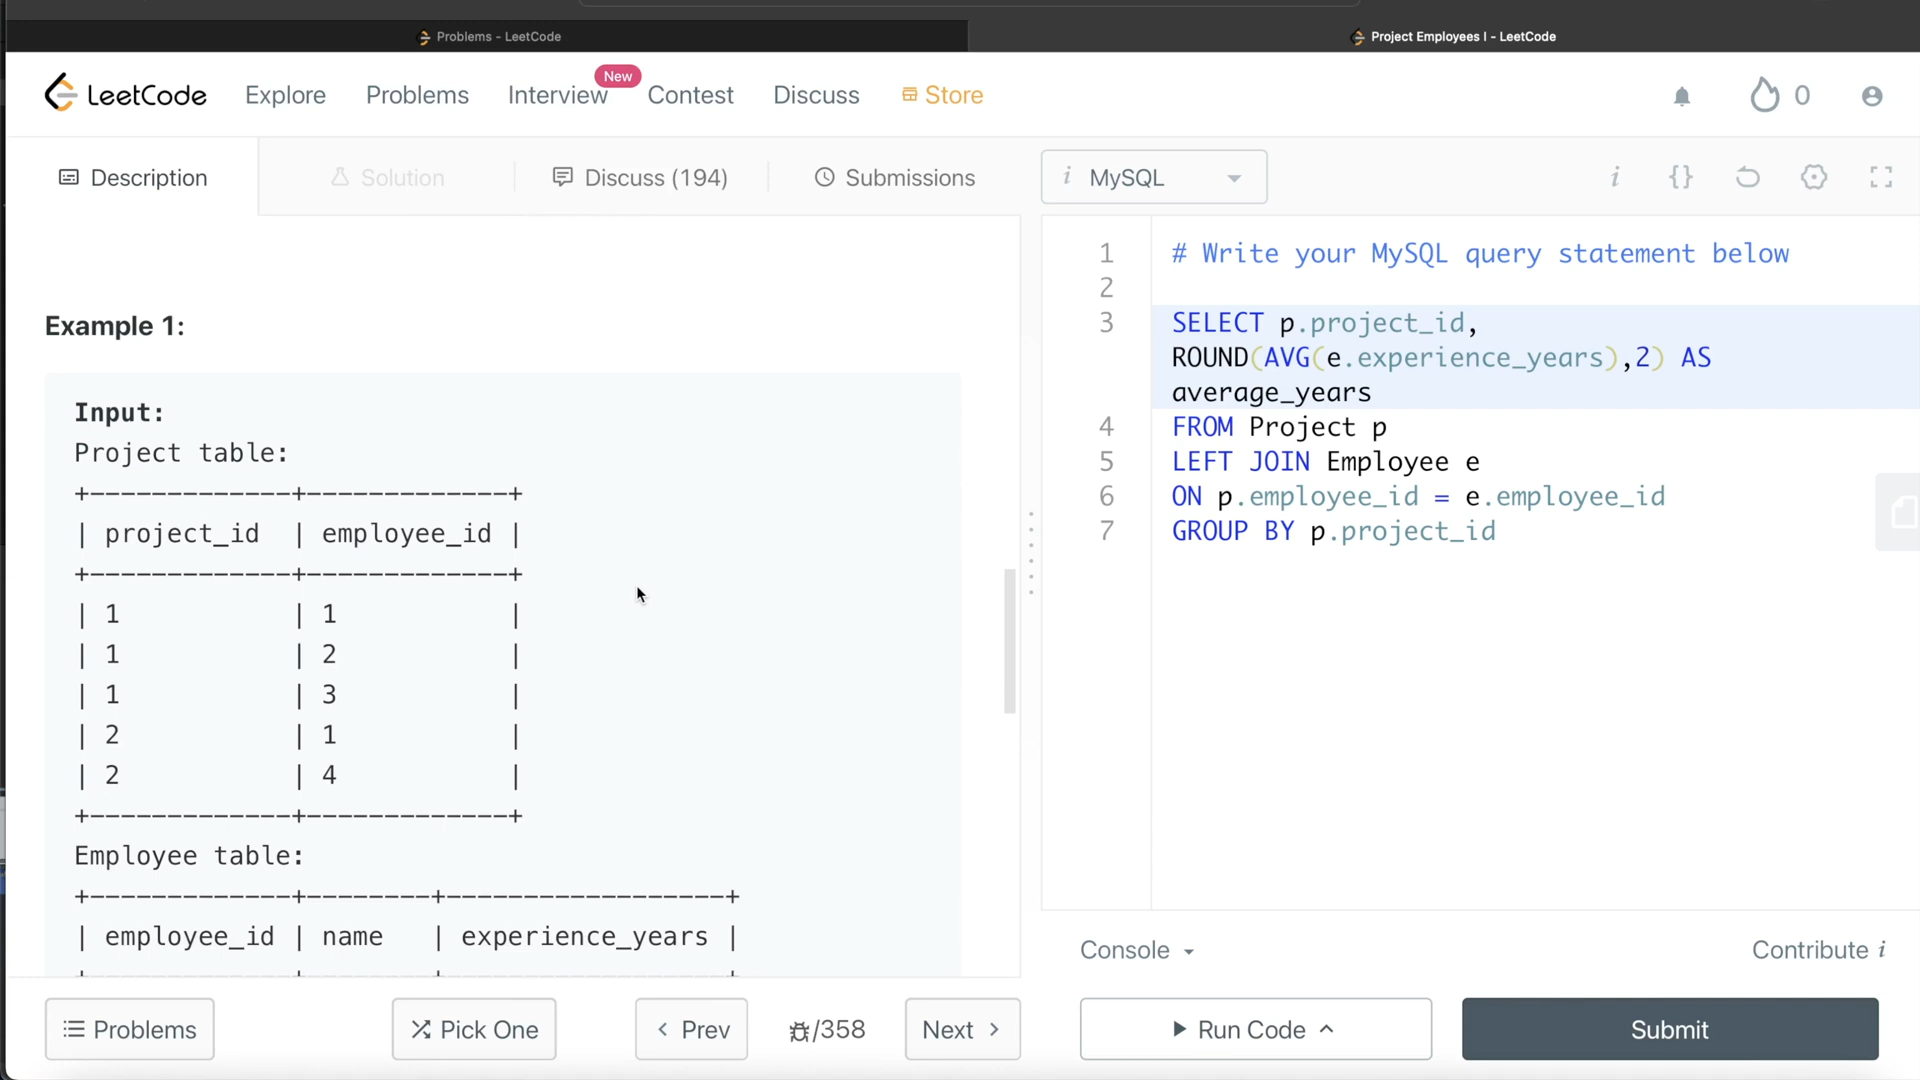 Problems - LeetCode
Project Employees I - LeetCode
LeetCode Explore Problems Interview New Contest Discuss Store 0
Description Solution Discuss (194) Submissions i MySQL i {}
Example 1:
Input:
Project table:
+-------------+-------------+
| project_id  | employee_id |
+-------------+-------------+
| 1           | 1           |
| 1           | 2           |
| 1           | 3           |
| 2           | 1           |
| 2           | 4           |
+-------------+-------------+
Employee table:
+-------------+--------+------------------+
| employee_id | name   | experience_years |
1 # Write your MySQL query statement below
2
3 SELECT p.project_id,
ROUND(AVG(e.experience_years),2) AS
average_years
4 FROM Project p
5 LEFT JOIN Employee e
6 ON p.employee_id = e.employee_id
7 GROUP BY p.project_id
Console Contribute i
Problems Pick One < Prev /358 Next > Run Code Submit